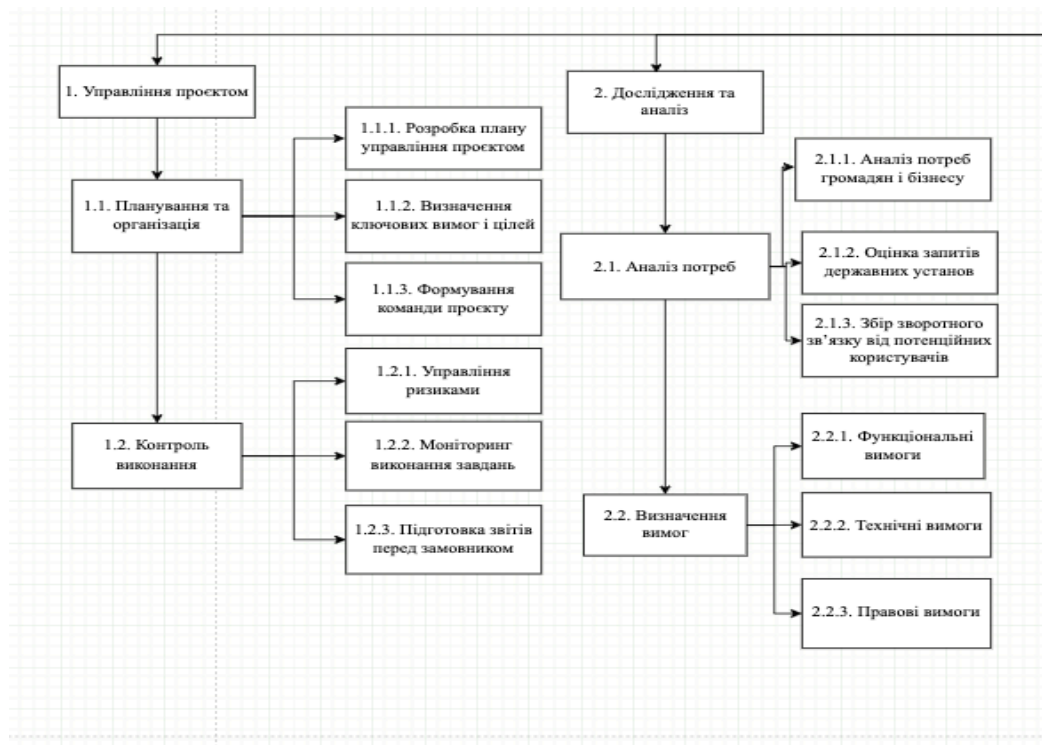 1. Управління проєктом
1.1. Планування та
організація
1.1.1. Розробка плану
управління проєктом
1.1.2. Визначення
ключових вимог і цілей
1.1.3. Формування
команди проєкту
1.2. Контроль
виконання
1.2.1. Управління
ризиками
1.2.2. Моніторинг
виконання завдань
1.2.3. Підготовка звітів
перед замовником
2. Дослідження та
аналіз
2.1. Аналіз потреб
2.1.1. Аналіз потреб
громадян і бізнесу
2.1.2. Оцінка запитів
державних установ
2.1.3. Збір зворотного
зв’язку від потенційних
користувачів
2.2. Визначення
вимог
2.2.1. Функціональні
вимоги
2.2.2. Технічні вимоги
2.2.3. Правові вимоги